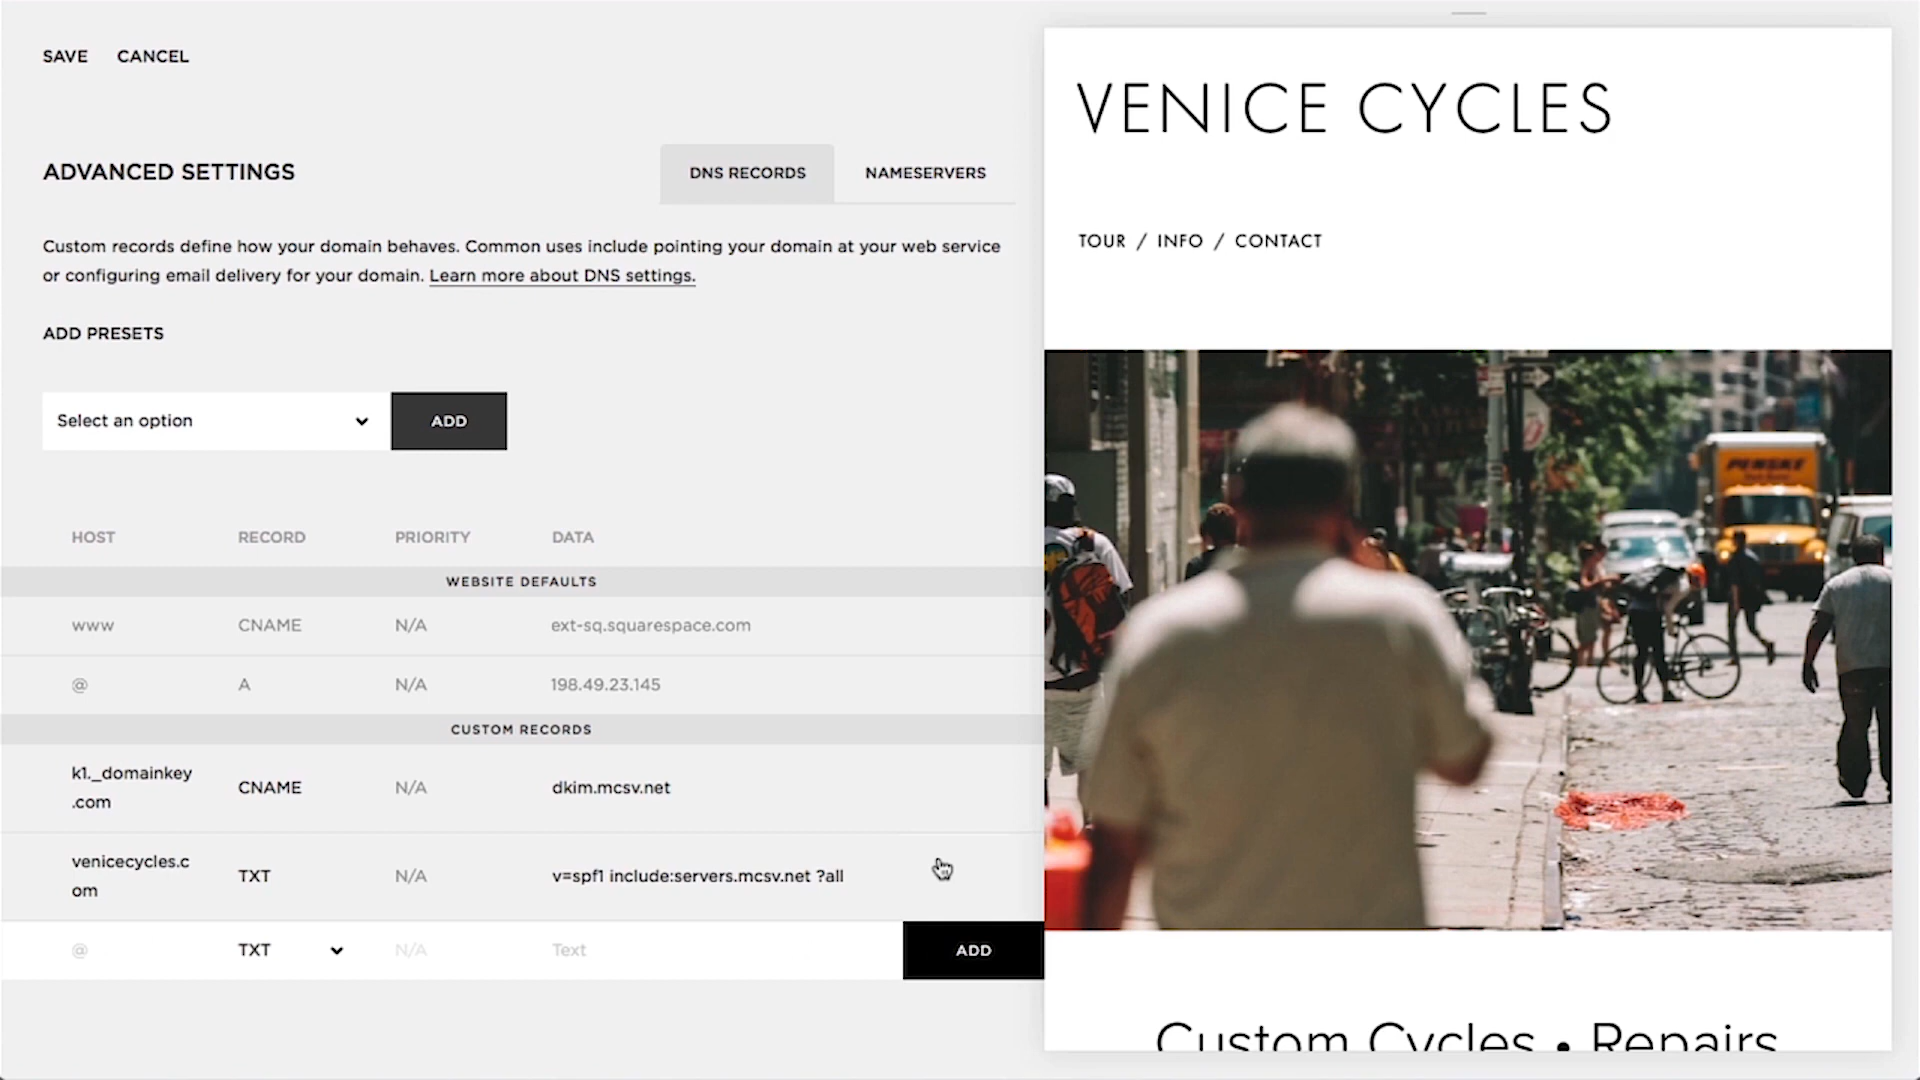 SAVE CANCEL
ADVANCED SETTINGS
DNS RECORDS NAMESERVERS
Custom records define how your domain behaves. Common uses include pointing your domain at your web service
or configuring email delivery for your domain. Learn more about DNS settings.
ADD PRESETS
Select an option ADD
HOST RECORD PRIORITY DATA
WEBSITE DEFAULTS
www CNAME N/A ext-sq.squarespace.com
@ A N/A 198.49.23.145
CUSTOM RECORDS
k1._domainkey
.com
CNAME N/A dkim.mcsv.net
venicecycles.c
om
TXT N/A v=spf1 include:servers.mcsv.net ?all
@ TXT N/A Text ADD
VENICE CYCLES
TOUR / INFO / CONTACT
PENSKE
Custom Cycles • Repairs